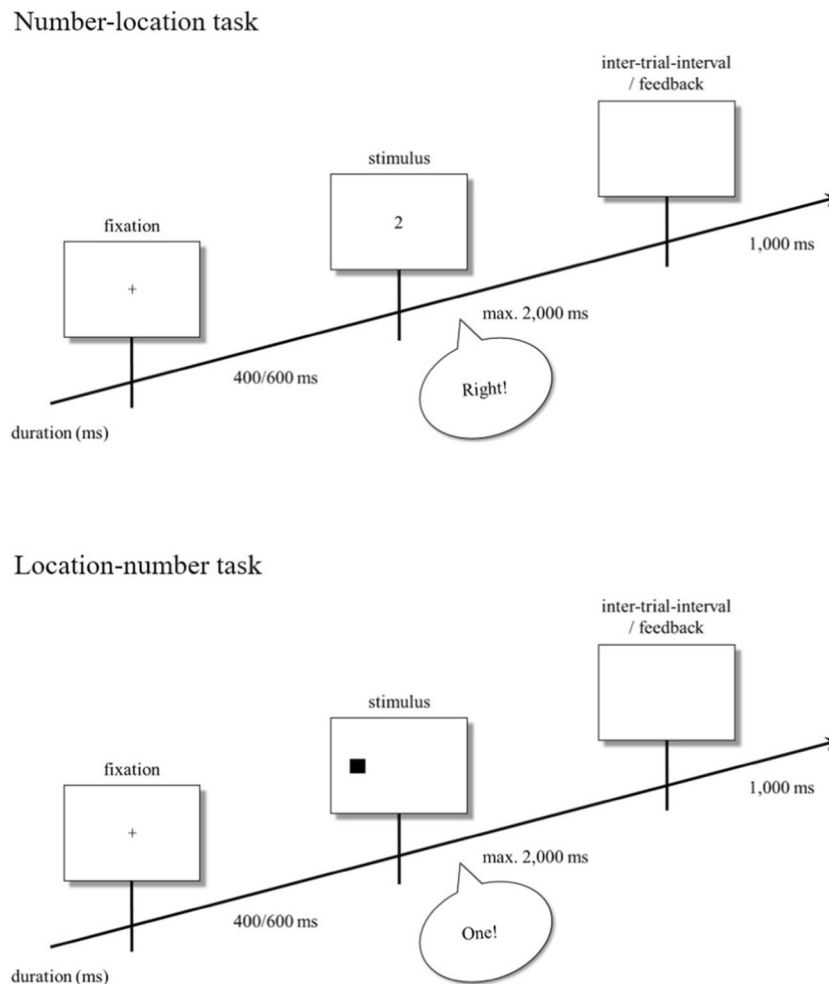 Number-location task
inter-trial-interval
/ feedback
stimulus
2
fixation
+
1,000 ms
max. 2,000 ms
400/600 ms
Right!
duration (ms)
Location-number task
inter-trial-interval
/ feedback
stimulus
fixation
+
1,000 ms
max. 2,000 ms
400/600 ms
One!
duration (ms)